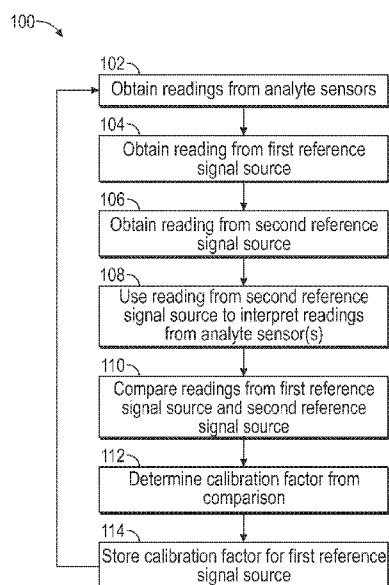 100
102
Obtain readings from analyte sensors
104
Obtain reading from first reference
signal source
106
Obtain reading from second reference
signal source
108
Use reading from second reference
signal source to interpret readings
from analyte sensor(s)
110
Compare readings from first reference
signal source and second reference
signal source
112
Determine calibration factor from
comparison
114
Store calibration factor for first reference
signal source